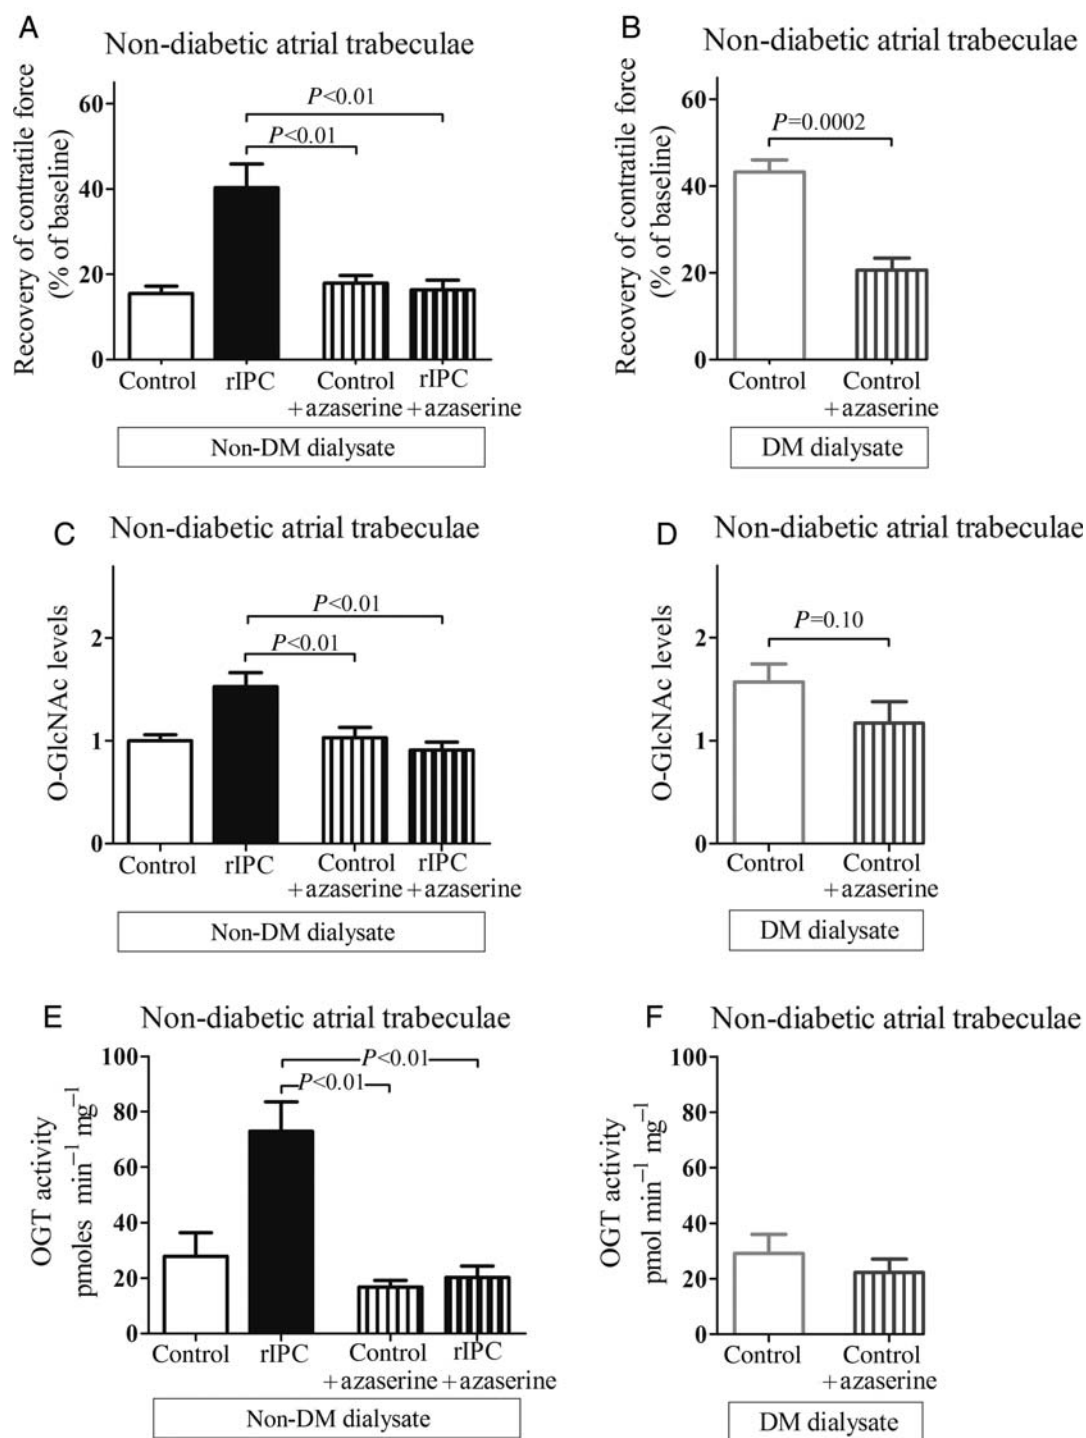 A
Non-diabetic atrial trabeculae
Recovery of contratile force
(% of baseline)
60
40
20
0
P<0.01
P<0.01
Control
rIPC
Control
+azaserine
rIPC
+azaserine
Non-DM dialysate
B
Non-diabetic atrial trabeculae
Recovery of contratile force
(% of baseline)
60
40
20
0
P=0.0002
Control
Control
+azaserine
DM dialysate
C
Non-diabetic atrial trabeculae
O-GlcNAc levels
2
1
0
P<0.01
P<0.01
Control
rIPC
Control
+azaserine
rIPC
+azaserine
Non-DM dialysate
D
Non-diabetic atrial trabeculae
O-GlcNAc levels
2
1
0
P=0.10
Control
Control
+azaserine
DM dialysate
E
Non-diabetic atrial trabeculae
OGT activity
pmoles min⁻¹ mg⁻¹
100
80
60
40
20
0
P<0.01
P<0.01
Control
rIPC
Control
+azaserine
rIPC
+azaserine
Non-DM dialysate
F
Non-diabetic atrial trabeculae
OGT activity
pmol min⁻¹ mg⁻¹
100
80
60
40
20
0
Control
Control
+azaserine
DM dialysate